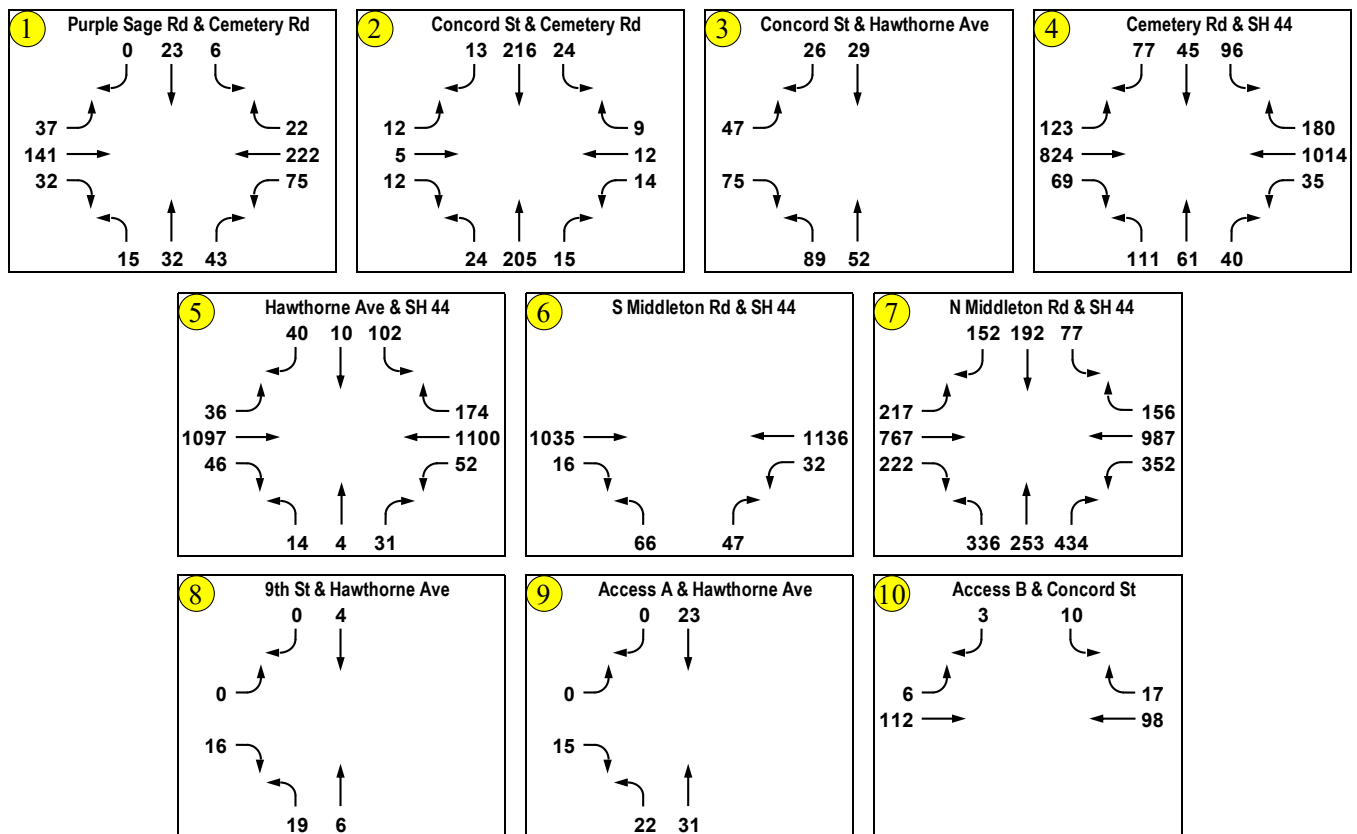 1 Purple Sage Rd & Cemetery Rd
0 23 6
37 22
141 222
32 75
15 32 43
2 Concord St & Cemetery Rd
13 216 24
12 9
5 12
12 14
24 205 15
3 Concord St & Hawthorne Ave
26 29
47
75
89 52
4 Cemetery Rd & SH 44
77 45 96
123 180
824 1014
69 35
111 61 40
5 Hawthorne Ave & SH 44
40 10 102
36 174
1097 1100
46 52
14 4 31
6 S Middleton Rd & SH 44
1035 1136
16 32
66 47
7 N Middleton Rd & SH 44
152 192 77
217 156
767 987
222 352
336 253 434
8 9th St & Hawthorne Ave
0 4
0
16
19 6
9 Access A & Hawthorne Ave
0 23
0
15
22 31
10 Access B & Concord St
3 10
6 17
112 98